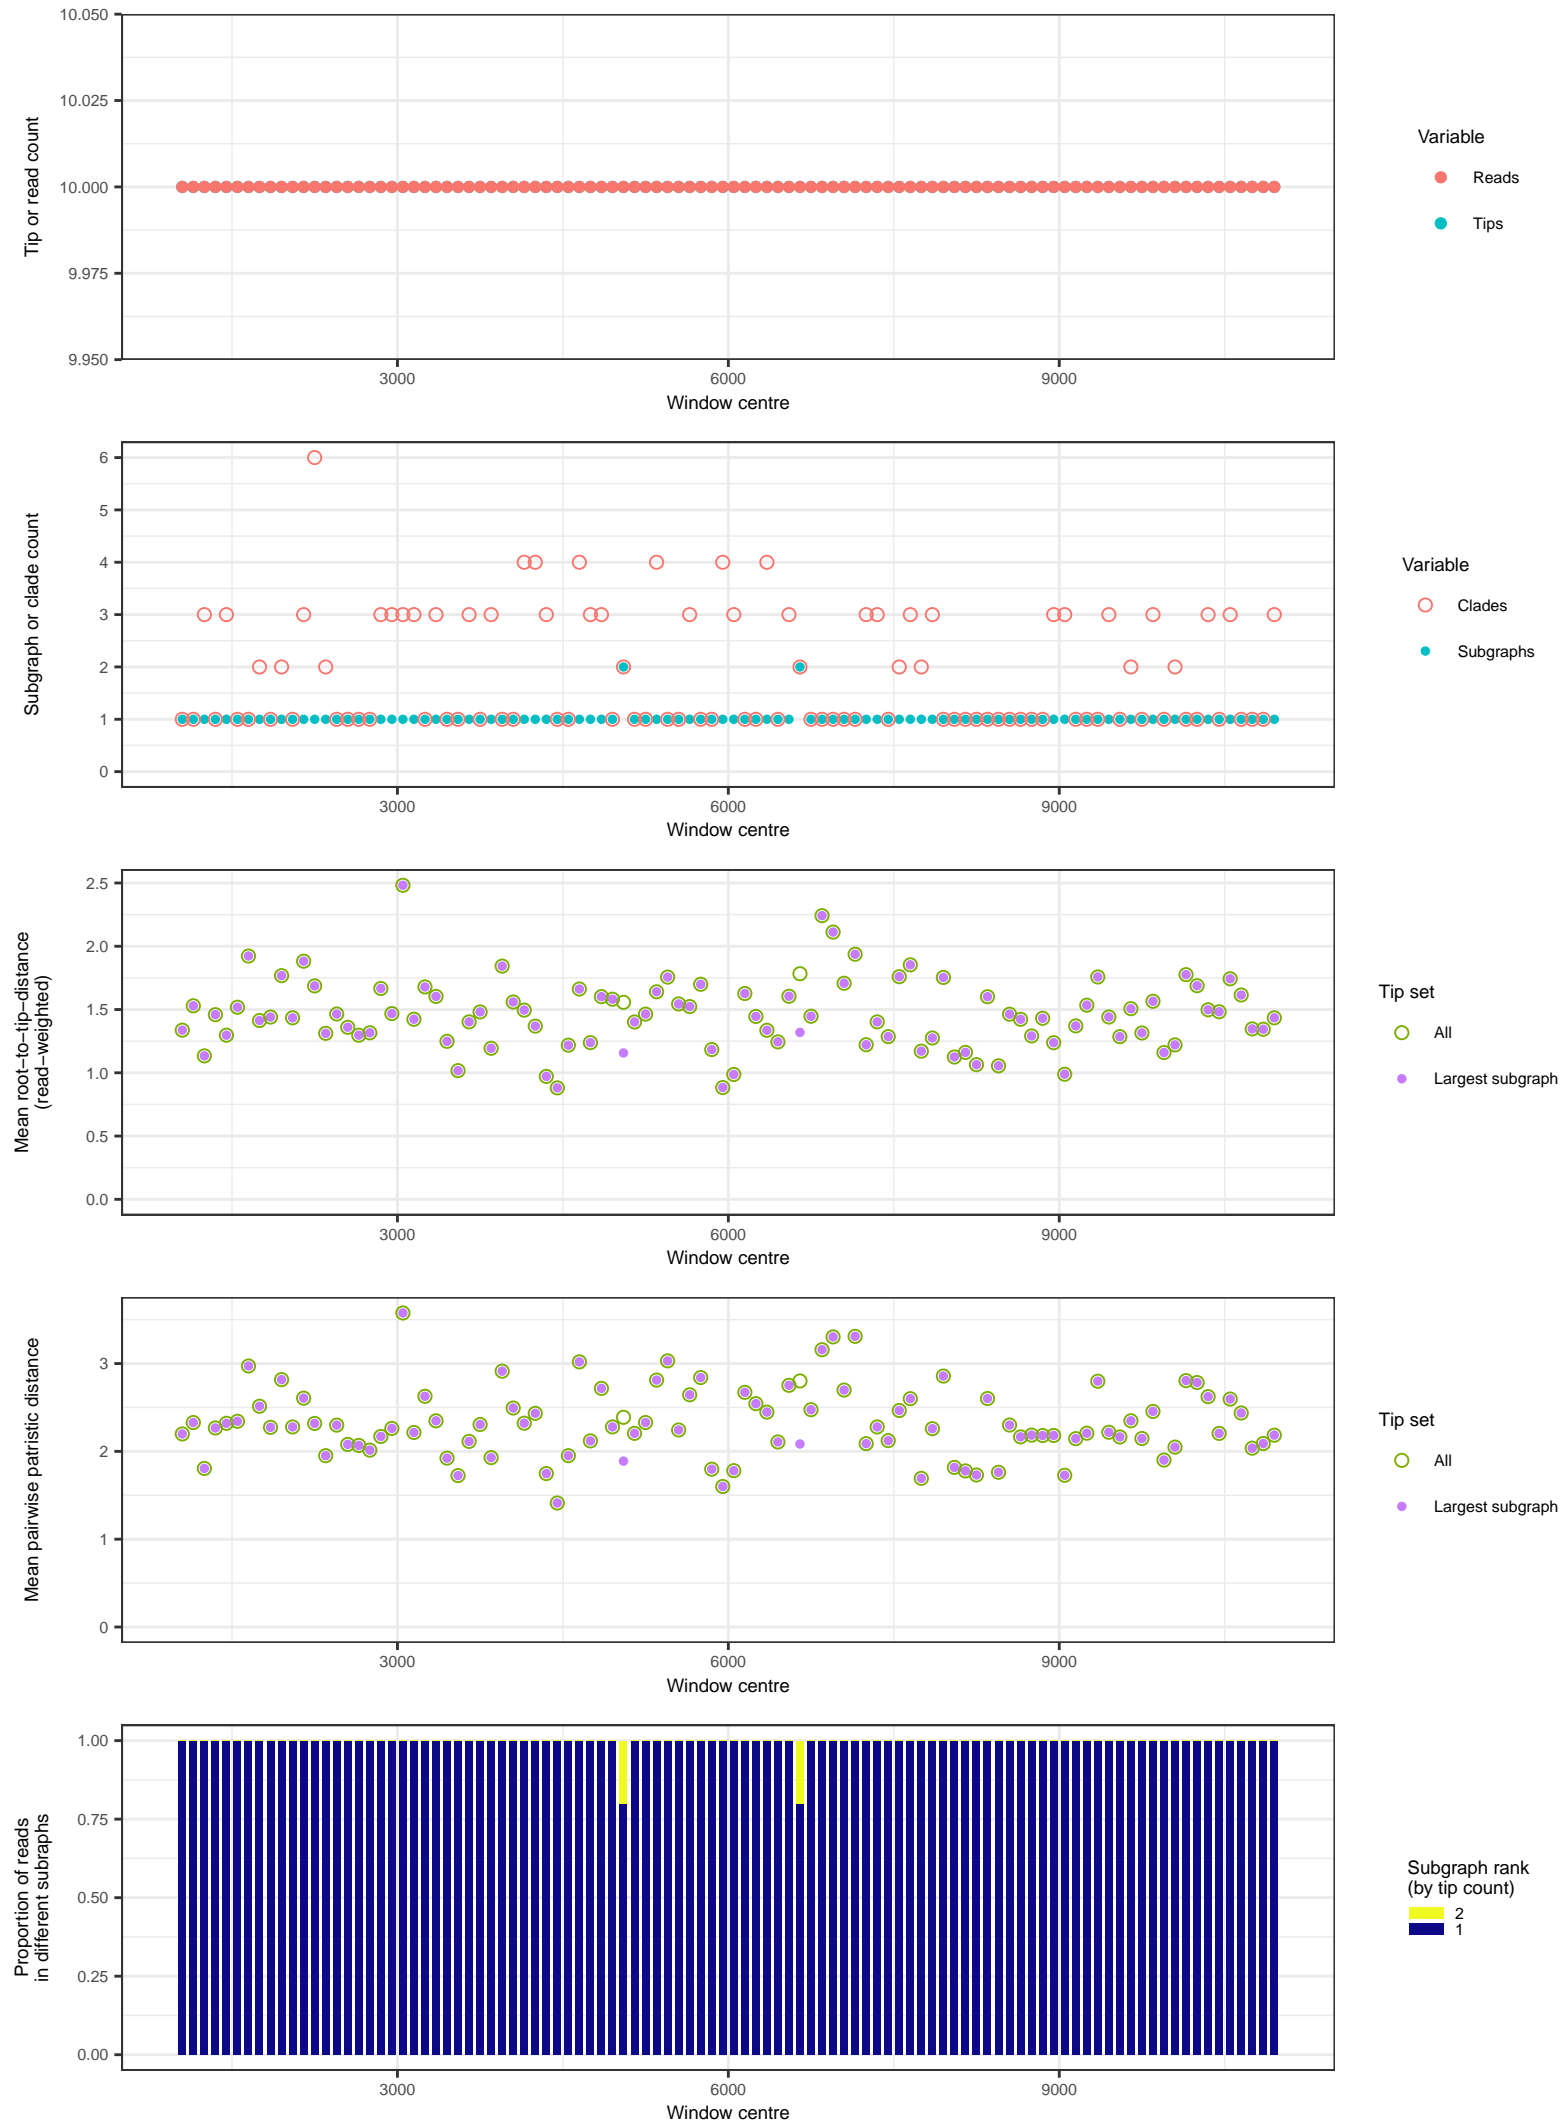 10.050
10.025
10.000
9.975
9.950
Tip or read count
3000 6000 9000
Window centre
Variable
Reads
Tips
6
5
4
3
2
1
0
Subgraph or clade count
3000 6000 9000
Window centre
Variable
Clades
Subgraphs
2.5
2.0
1.5
1.0
0.5
0.0
Mean root−to−tip−distance
(read−weighted)
3000 6000 9000
Window centre
Tip set
All
Largest subgraph
3
2
1
0
Mean pairwise patristic distance
3000 6000 9000
Window centre
Tip set
All
Largest subgraph
1.00
0.75
0.50
0.25
0.00
Proportion of reads
in different subraphs
3000 6000 9000
Window centre
Subgraph rank
(by tip count)
2
1